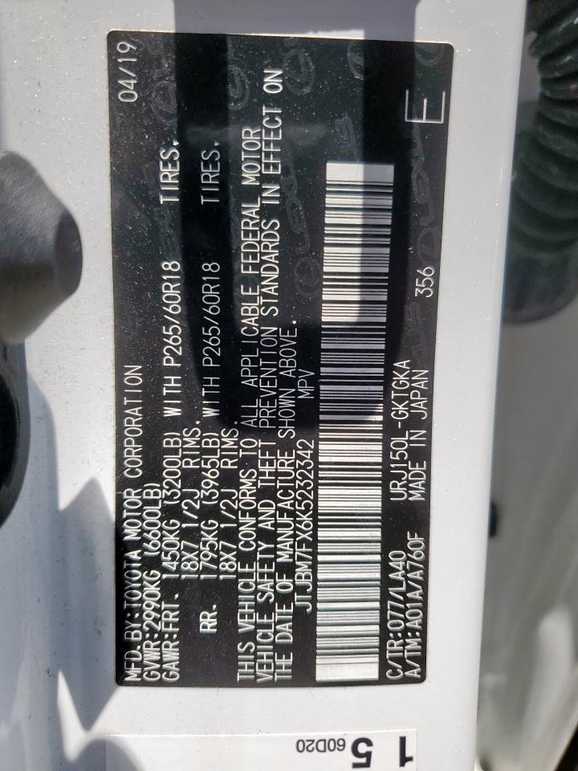 MFD.BY:TOYOTA MOTOR CORPORATION 04/19
GVWR:2990KG (6600LB)
GAWR:FRT. 1450KG (3200LB) WITH P265/60R18 TIRES,
18X7 1/2J RIMS.
RR. 1795KG (3965LB) WITH P265/60R18 TIRES,
18X7 1/2J RIMS.
THIS VEHICLE CONFORMS TO ALL APPLICABLE FEDERAL MOTOR
VEHICLE SAFETY AND THEFT PREVENTION STANDARDS IN EFFECT ON
THE DATE OF MANUFACTURE SHOWN ABOVE.
JTJBM7FX6K5232342 MPV
C/TR:077/LA40 URJ150L-GKTGKA 356 E
A/TM:A01A/A760F MADE IN JAPAN
60D20
1 5